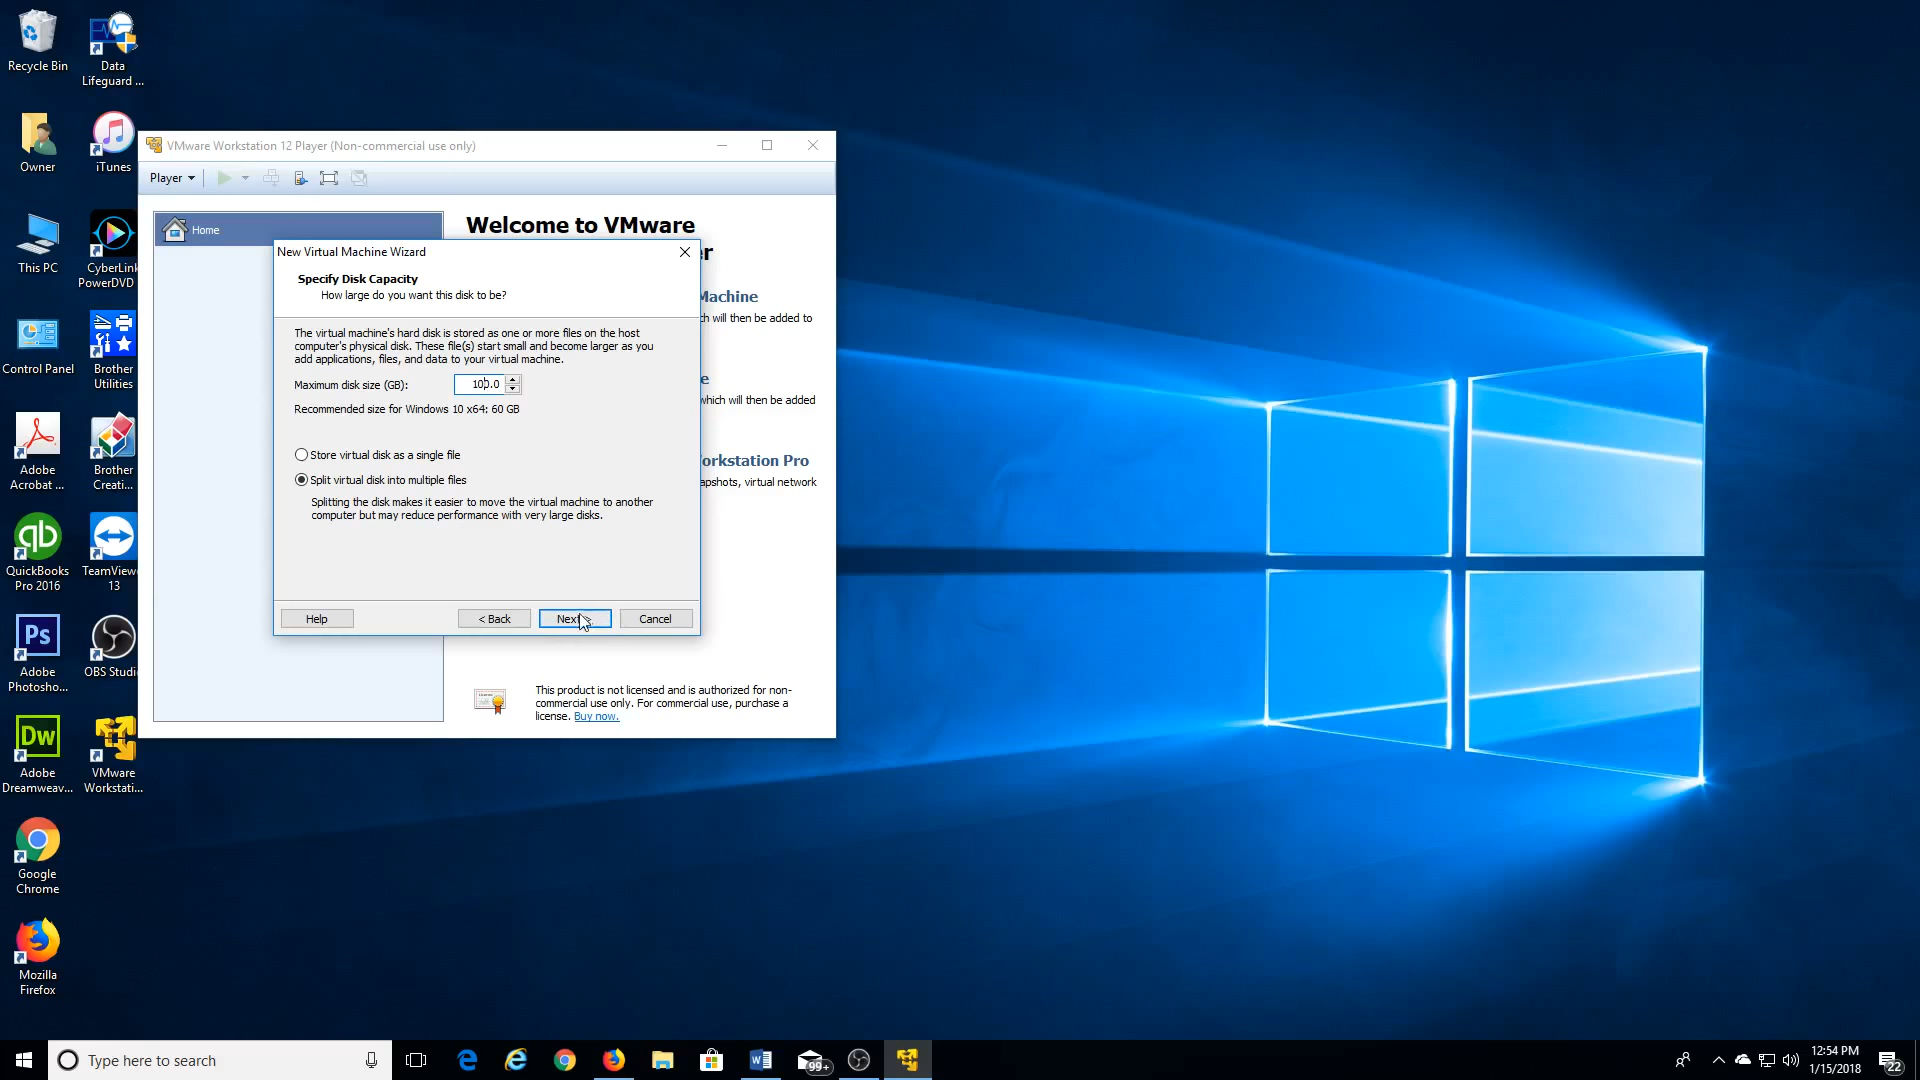 Recycle Bin
Data
Lifeguard ...
Owner
iTunes
This PC
CyberLink
PowerDVD
Control Panel
Brother
Utilities
Adobe
Acrobat ...
Brother
Creati...
QuickBooks
Pro 2016
TeamView
13
Adobe
Photosho...
OBS Studi
Adobe
Dreamweav...
VMware
Workstati...
Google
Chrome
Mozilla
Firefox
VMware Workstation 12 Player (Non-commercial use only)
Player
Home
Welcome to VMware
r
Machine
ch will then be added to
e
which will then be added
orkstation Pro
apshots, virtual network
New Virtual Machine Wizard
Specify Disk Capacity
How large do you want this disk to be?
The virtual machine's hard disk is stored as one or more files on the host
computer's physical disk. These file(s) start small and become larger as you
add applications, files, and data to your virtual machine.
Maximum disk size (GB): 100.0
Recommended size for Windows 10 x64: 60 GB
Store virtual disk as a single file
Split virtual disk into multiple files
Splitting the disk makes it easier to move the virtual machine to another
computer but may reduce performance with very large disks.
Help < Back Next > Cancel
This product is not licensed and is authorized for non-
commercial use only. For commercial use, purchase a
license. Buy now.
Type here to search
99+
12:54 PM
1/15/2018
22